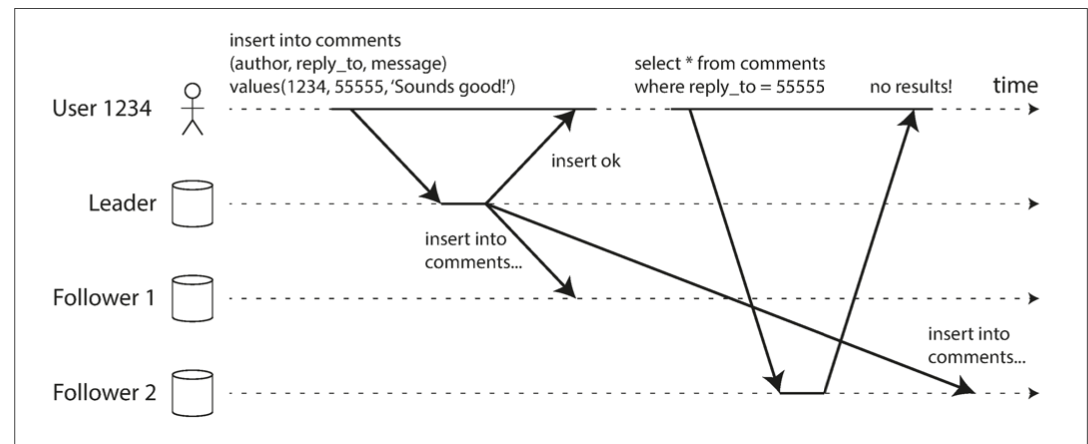 insert into comments
(author, reply_to, message)
values(1234, 55555, ‘Sounds good!’)
select * from comments
where reply_to = 55555
no results!
time
User 1234
insert ok
Leader
insert into
comments...
Follower 1
insert into
comments...
Follower 2